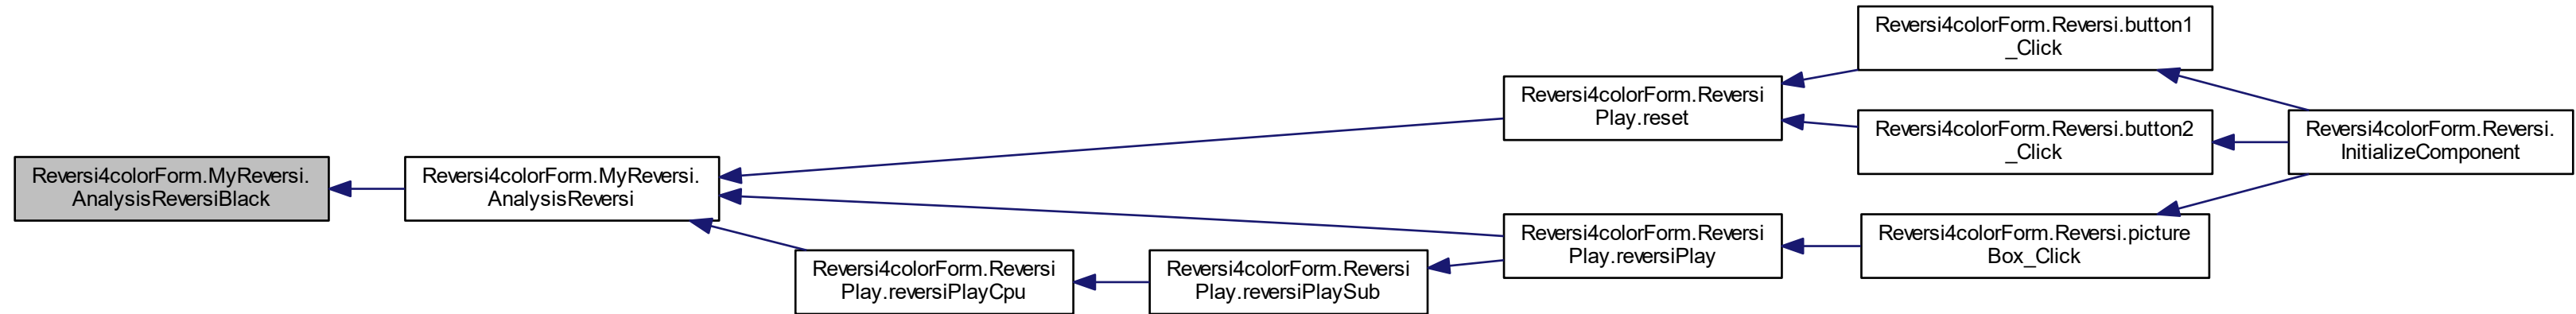 Reversi4colorForm.MyReversi.
AnalysisReversiBlack
Reversi4colorForm.MyReversi.
AnalysisReversi
Reversi4colorForm.Reversi
Play.reset
Reversi4colorForm.Reversi.button1
_Click
Reversi4colorForm.Reversi.button2
_Click
Reversi4colorForm.Reversi.
InitializeComponent
Reversi4colorForm.Reversi
Play.reversiPlay
Reversi4colorForm.Reversi.picture
Box_Click
Reversi4colorForm.Reversi
Play.reversiPlayCpu
Reversi4colorForm.Reversi
Play.reversiPlaySub